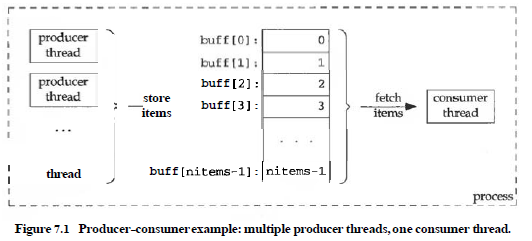 producer
thread
producer
thread
...
thread
store
items
buff[0]: 0
buff[1]: 1
buff[2]: 2
buff[3]: 3
. . .
buff[nitems-1]: nitems-1
fetch
items
consumer
thread
process
Figure 7.1 Producer-consumer example: multiple producer threads, one consumer thread.